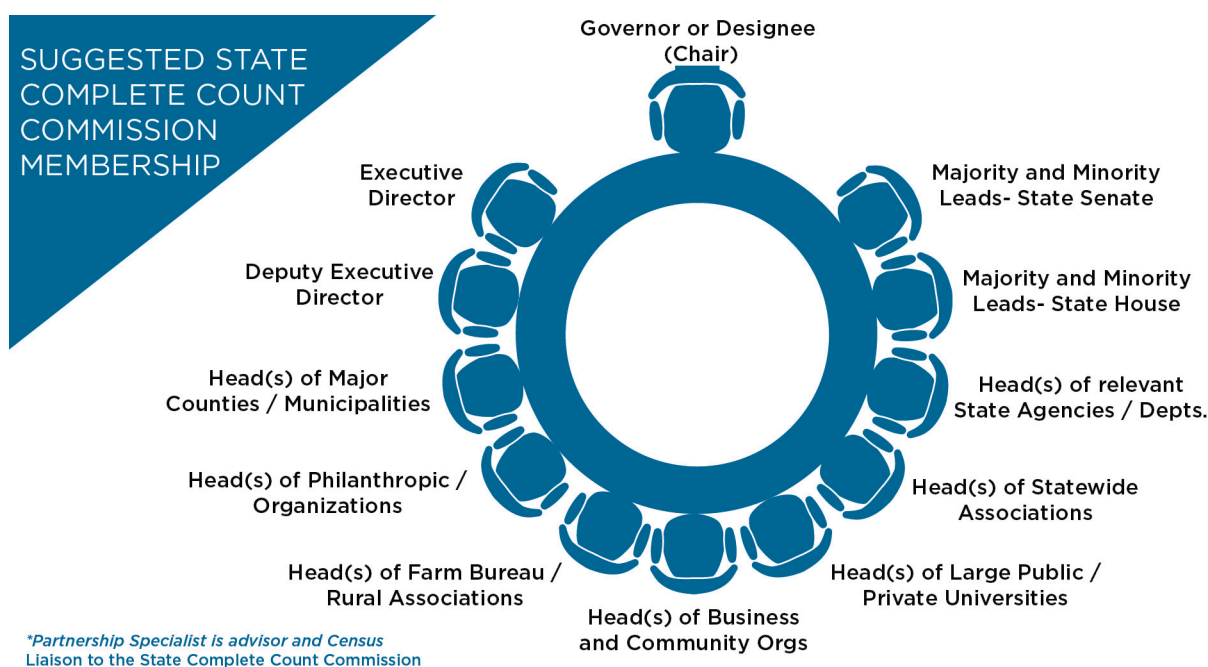 SUGGESTED STATE
COMPLETE COUNT
COMMISSION
MEMBERSHIP
Governor or Designee
(Chair)
Executive
Director
Majority and Minority
Leads- State Senate
Deputy Executive
Director
Majority and Minority
Leads- State House
Head(s) of Major
Counties / Municipalities
Head(s) of relevant
State Agencies / Depts.
Head(s) of Philanthropic /
Organizations
Head(s) of Statewide
Associations
Head(s) of Farm Bureau /
Rural Associations
Head(s) of Large Public /
Private Universities
Head(s) of Business
and Community Orgs
*Partnership Specialist is advisor and Census
Liaison to the State Complete Count Commission